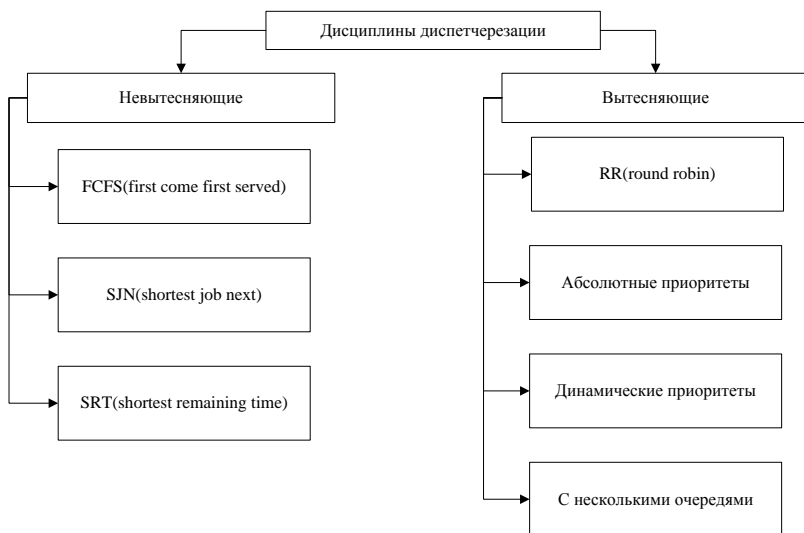 Дисциплины диспетчерезации
Невытесняющие
Вытесняющие
FCFS(first come first served)
RR(round robin)
SJN(shortest job next)
Абсолютные приоритеты
SRT(shortest remaining time)
Динамические приоритеты
С несколькими очередями